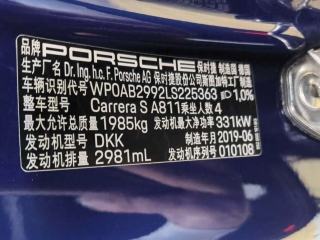 品牌 PORSCHE 保时捷 制造国 德国
生产厂名 Dr. Ing. h.c. F. Porsche AG 保时捷股份公司斯图加特工厂制造
车辆识别代号 WP0AB2992LS225363 1,0%
整车型号 Carrera S A811 乘坐人数 4
最大允许总质量 1985kg 发动机最大净功率 331kW
发动机型号 DKK 制造年月 2019-06
发动机排量 2981mL 发动机序列号 010108